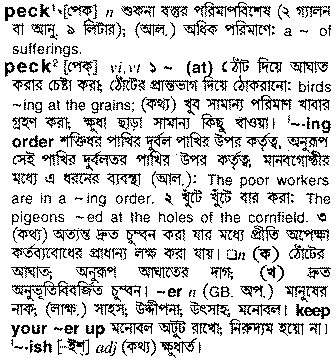 peck¹ [পেক্] n শুকনা বস্তুর পরিমাপবিশেষ (২ গ্যালন
বা আনু. ৯ লিটার); (আল.) অধিক পরিমাণে: a ~ of
sufferings.
peck² [পেক্] vi,vt ১ ~ (at) ঠোঁট দিয়ে আঘাত
করার চেষ্টা করা; ঠোঁটের প্রান্তভাগ দিয়ে ঠোকরানো: birds
~ing at the grains; (কথ্য) খুব সামান্য পরিমাণ খাবার
গ্রহণ করা; ক্ষুধা ছাড়া সামান্য কিছু খাওয়া। '~-ing
order শক্তিধর পাখির দুর্বল পাখির উপর কর্তৃত্ব, অনুরূপ
সেই পাখির দুর্বলতর পাখির উপর কর্তৃত্ব, মানবগোষ্ঠীর
মধ্যে এ ধরনের ব্যবস্থা (আল.): The poor workers
are in a ~ing order. ২ খুঁটে খুঁটে বার করা: The
pigeons ~ed at the holes of the cornfield. ৩
(কথ্য) অত্যন্ত দ্রুত চুম্বন করা যার মধ্যে প্রীতি অপেক্ষা
কর্তব্যবোধের প্রাধান্য লক্ষ করা যায়। □n (ক) ঠোঁটের
আঘাত; অনুরূপ আঘাতের দাগ; (খ) দ্রুত
অনুভূতিবিবর্জিত চুম্বন। ~er n (GB. অপ.) মানুষের
নাক; (লাক্ষ.) সাহস; উদ্দীপনা; উৎসাহ; মনোবল। keep
your ~er up মনোবল অটুট রাখো; নিরুদ্যম হয়ো না।
'~-ish [-ইশ্] adj (কথ্য) ক্ষুধার্ত।